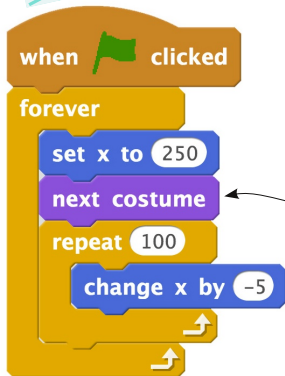 when clicked
forever
set x to 250
next costume
repeat 100
change x by -5